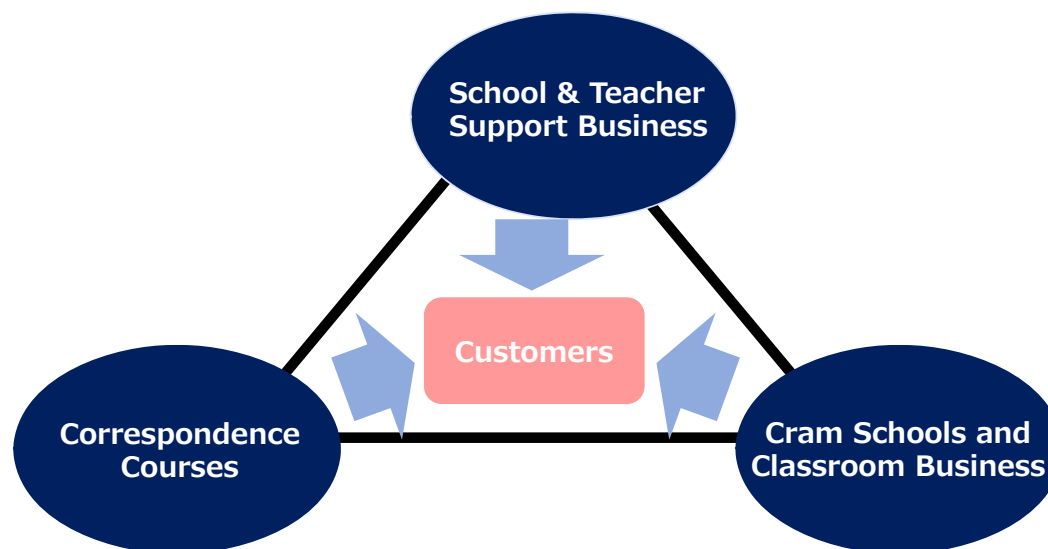 School & Teacher
Support Business
Customers
Correspondence
Courses
Cram Schools and
Classroom Business